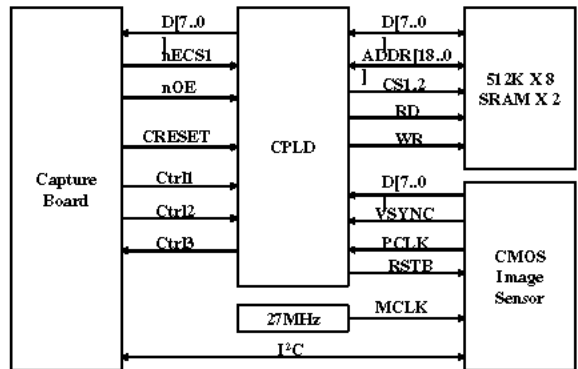 D[7..0]
nECS1
nOE
CRESET
Ctrl1
Ctrl2
Ctrl3
Capture
Board
CPLD
D[7..0]
ADDR[18..0]
CS1,2
RD
WR
512K X 8
SRAM X 2
D[7..0]
VSYNC
PCLK
RSTB
CMOS
Image
Sensor
27MHz
MCLK
I²C